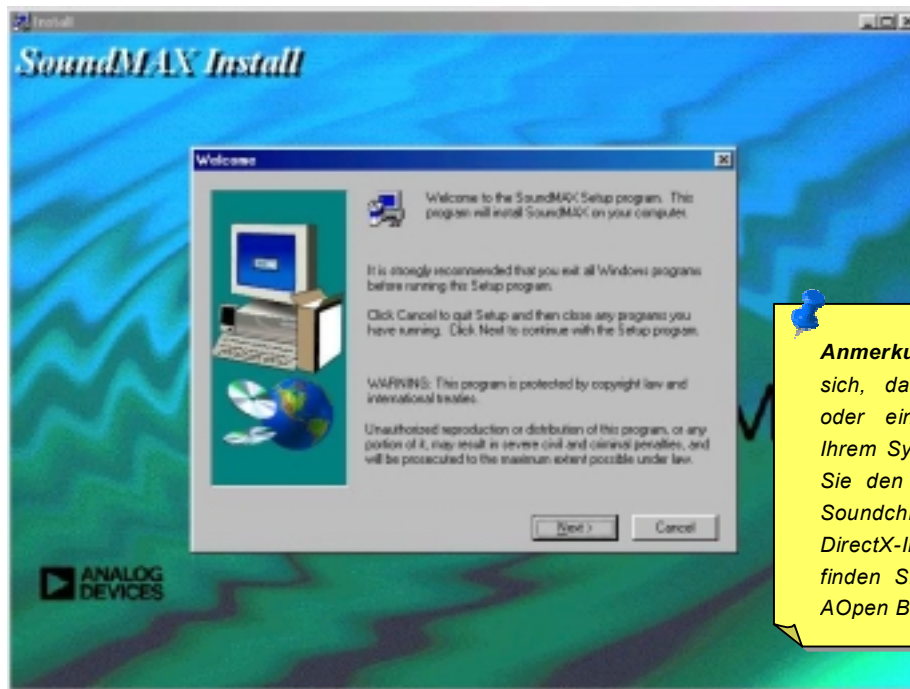 Install
SoundMAX Install
Welcome
Welcome to the SoundMAX Setup program. This
program will install SoundMAX on your computer.
It is strongly recommended that you exit all Windows programs
before running this Setup program.
Click Cancel to quit Setup and then close any programs you
have running. Click Next to continue with the Setup program.
WARNING: This program is protected by copyright law and
international treaties.
Unauthorized reproduction or distribution of this program, or any
portion of it, may result in severe civil and criminal penalties, and
will be prosecuted to the maximum extent possible under law.
Next >
Cancel
ANALOG
DEVICES
Anmerku
sich, da
oder ein
Ihrem Sy
Sie den
Soundch
DirectX-I
finden S
AOpen B